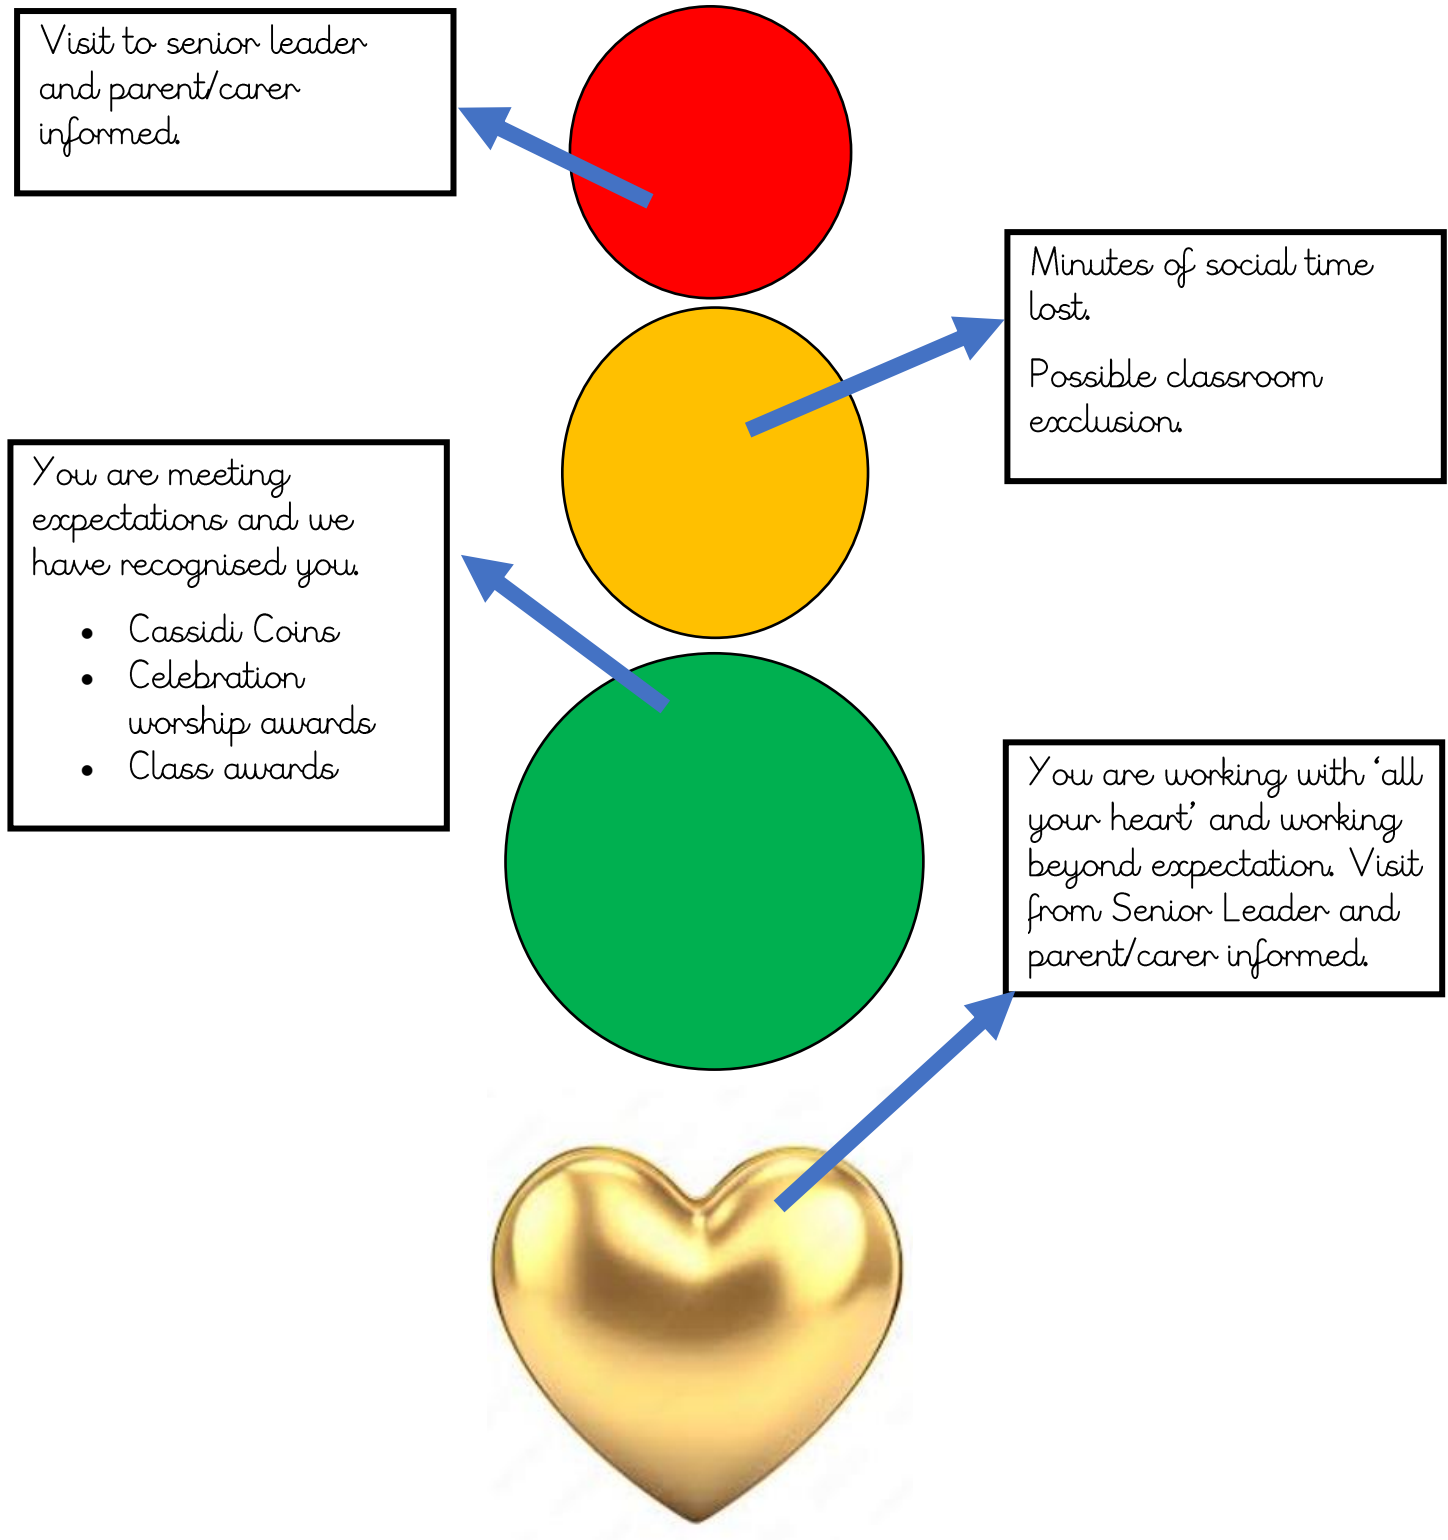 Visit to senior leader
and parent/carer
informed.
Minutes of social time
lost.
Possible classroom
exclusion.
You are meeting
expectations and we
have recognised you.
• Cassidi Coins
• Celebration
worship awards
• Class awards
You are working with ‘all
your heart’ and working
beyond expectation. Visit
from Senior Leader and
parent/carer informed.